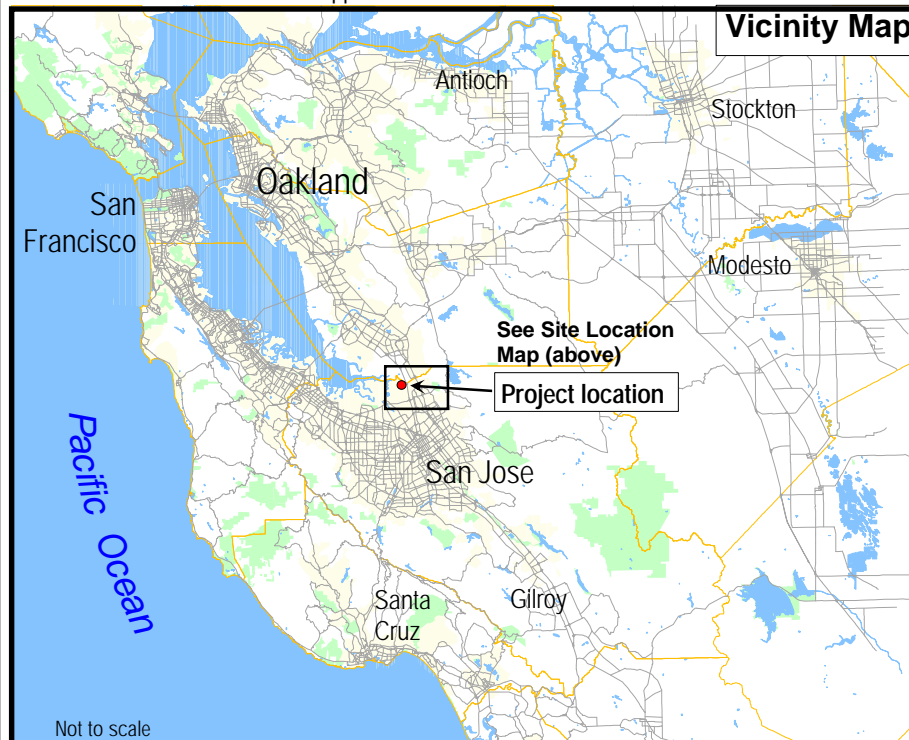 Vicinity Map
Antioch
Stockton
Oakland
San
Francisco
Modesto
See Site Location
Map (above)
Project location
San Jose
Pacific Ocean
Santa
Cruz
Gilroy
Not to scale